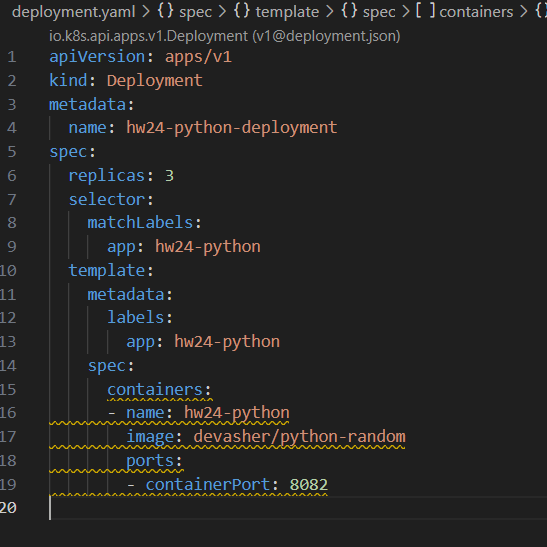 deployment.yaml > {} spec > {} template > {} spec > [ ] containers > {}
io.k8s.api.apps.v1.Deployment (v1@deployment.json)
1 apiVersion: apps/v1
2 kind: Deployment
3 metadata:
4   name: hw24-python-deployment
5 spec:
6   replicas: 3
7   selector:
8     matchLabels:
9       app: hw24-python
10   template:
11     metadata:
12       labels:
13         app: hw24-python
14     spec:
15       containers:
16       - name: hw24-python
17         image: devasher/python-random
18         ports:
19         - containerPort: 8082
20